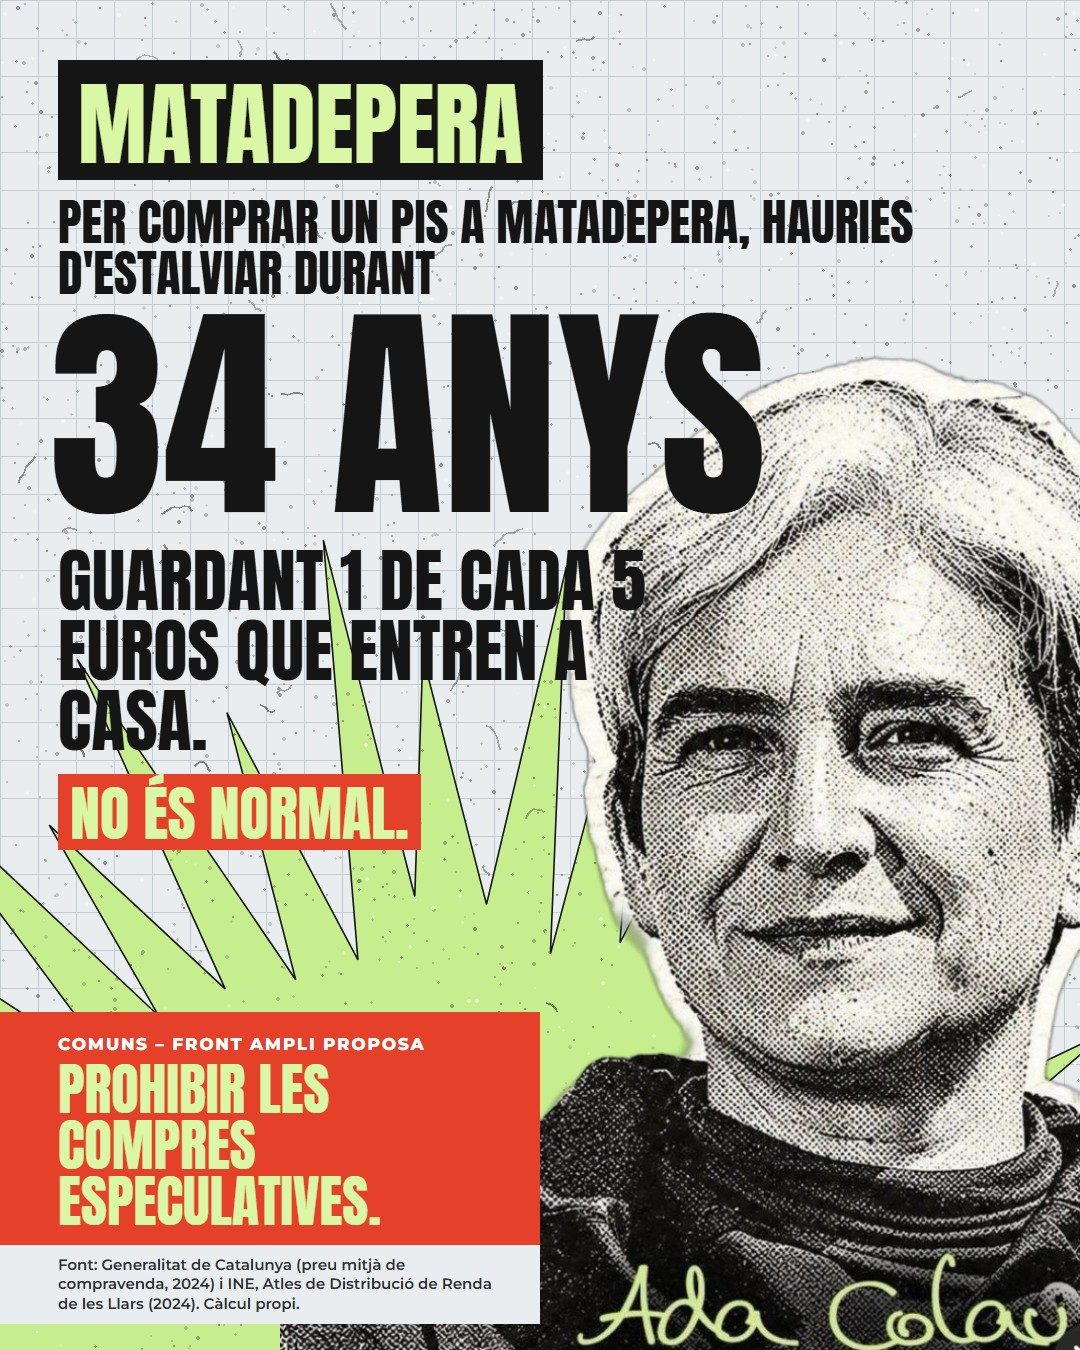 MATADEPERA
PER COMPRAR UN PIS A MATADEPERA, HAURIES
D'ESTALVIAR DURANT
34 ANYS
GUARDANT 1 DE CADA 5
EUROS QUE ENTREN A
CASA.
NO ÉS NORMAL.
COMUNS – FRONT AMPLI PROPOSA
PROHIBIR LES
COMPRES
ESPECULATIVES.
Font: Generalitat de Catalunya (preu mitjà de
compravenda, 2024) i INE, Atles de Distribució de Renda
de les Llars (2024). Càlcul propi.
Ada Colau